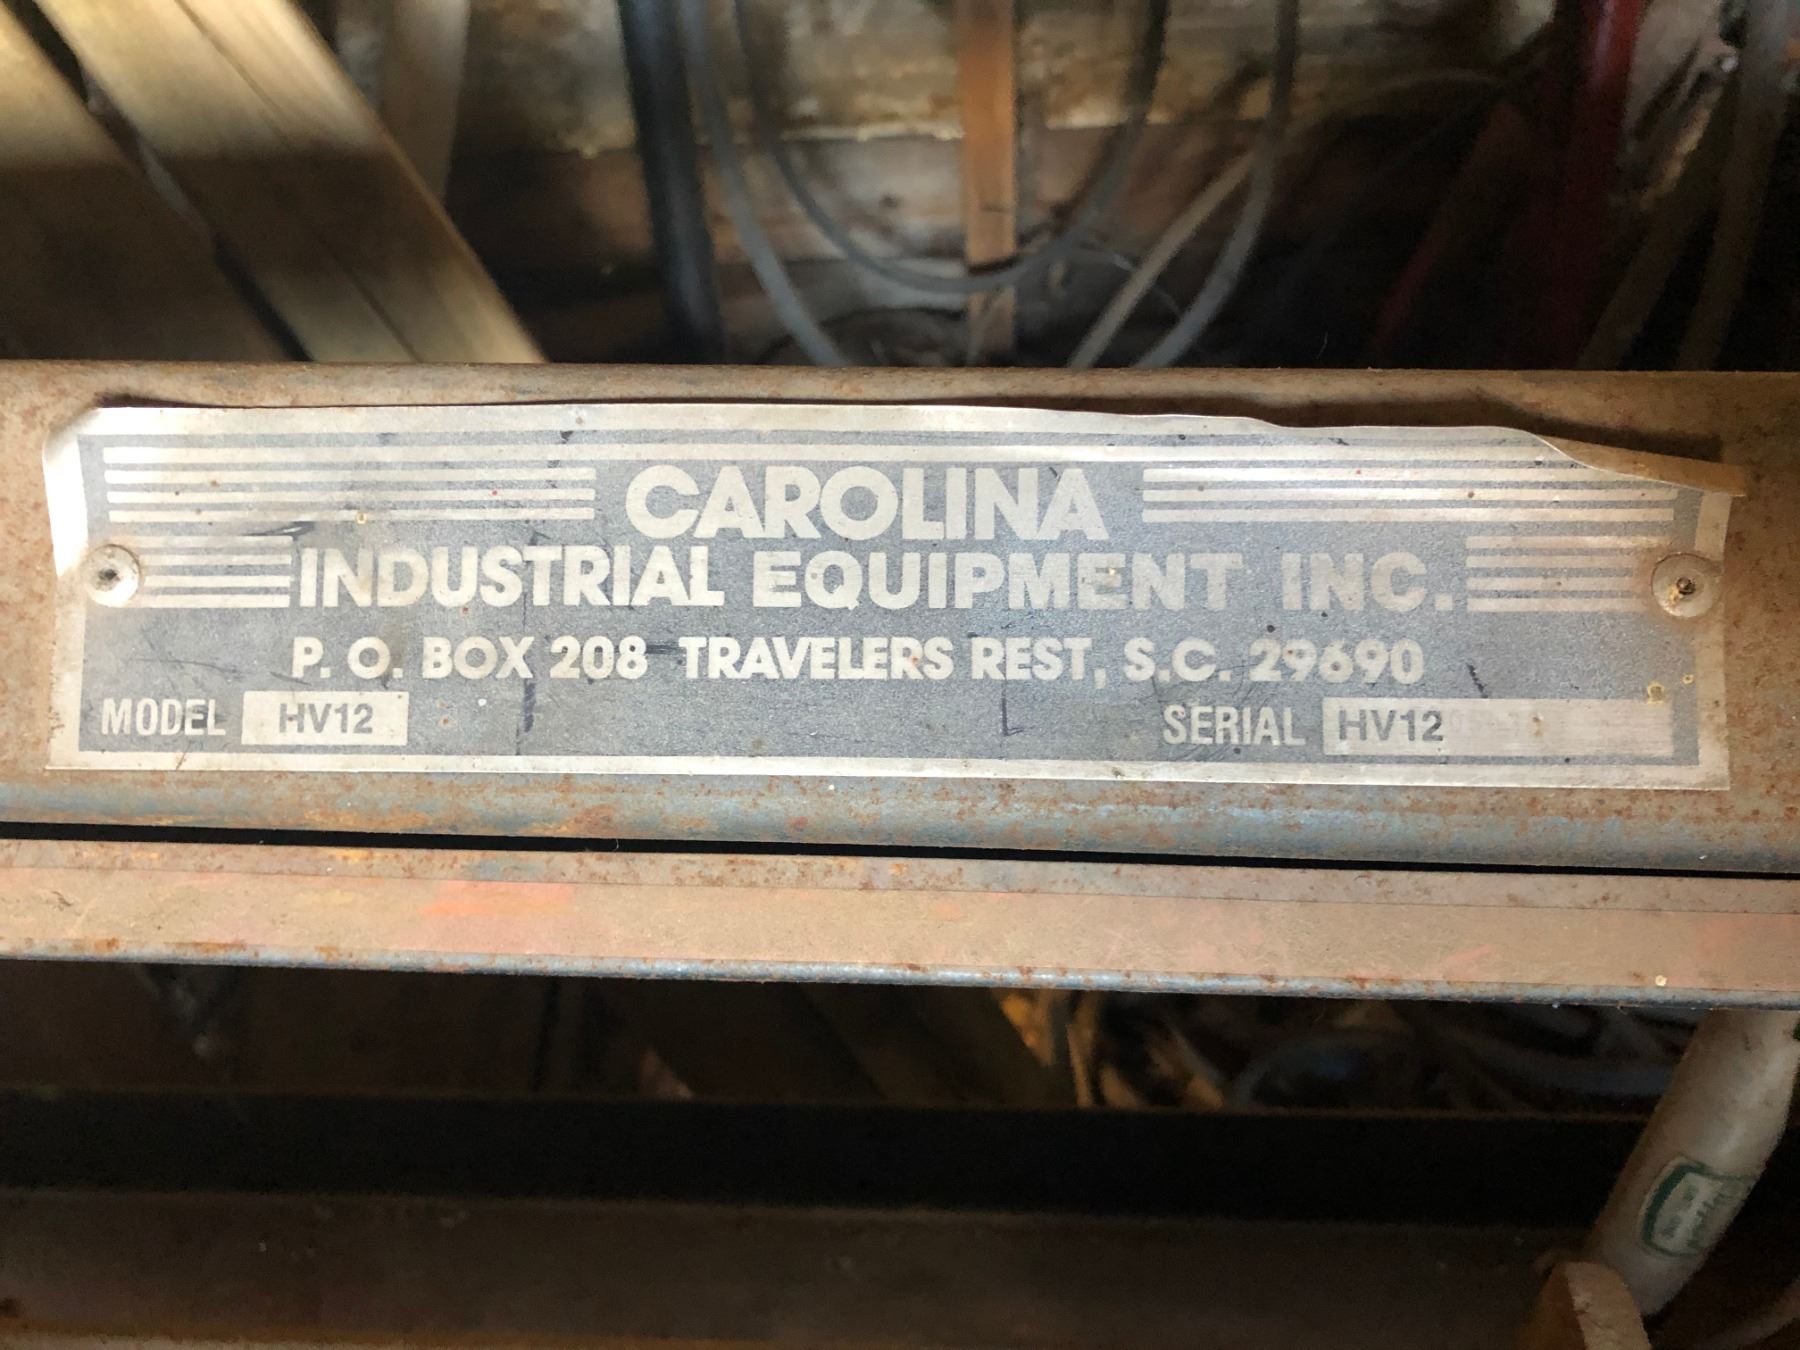 CAROLINA
INDUSTRIAL EQUIPMENT INC.
P. O. BOX 208 TRAVELERS REST, S.C. 29690
MODEL HV12 SERIAL HV12